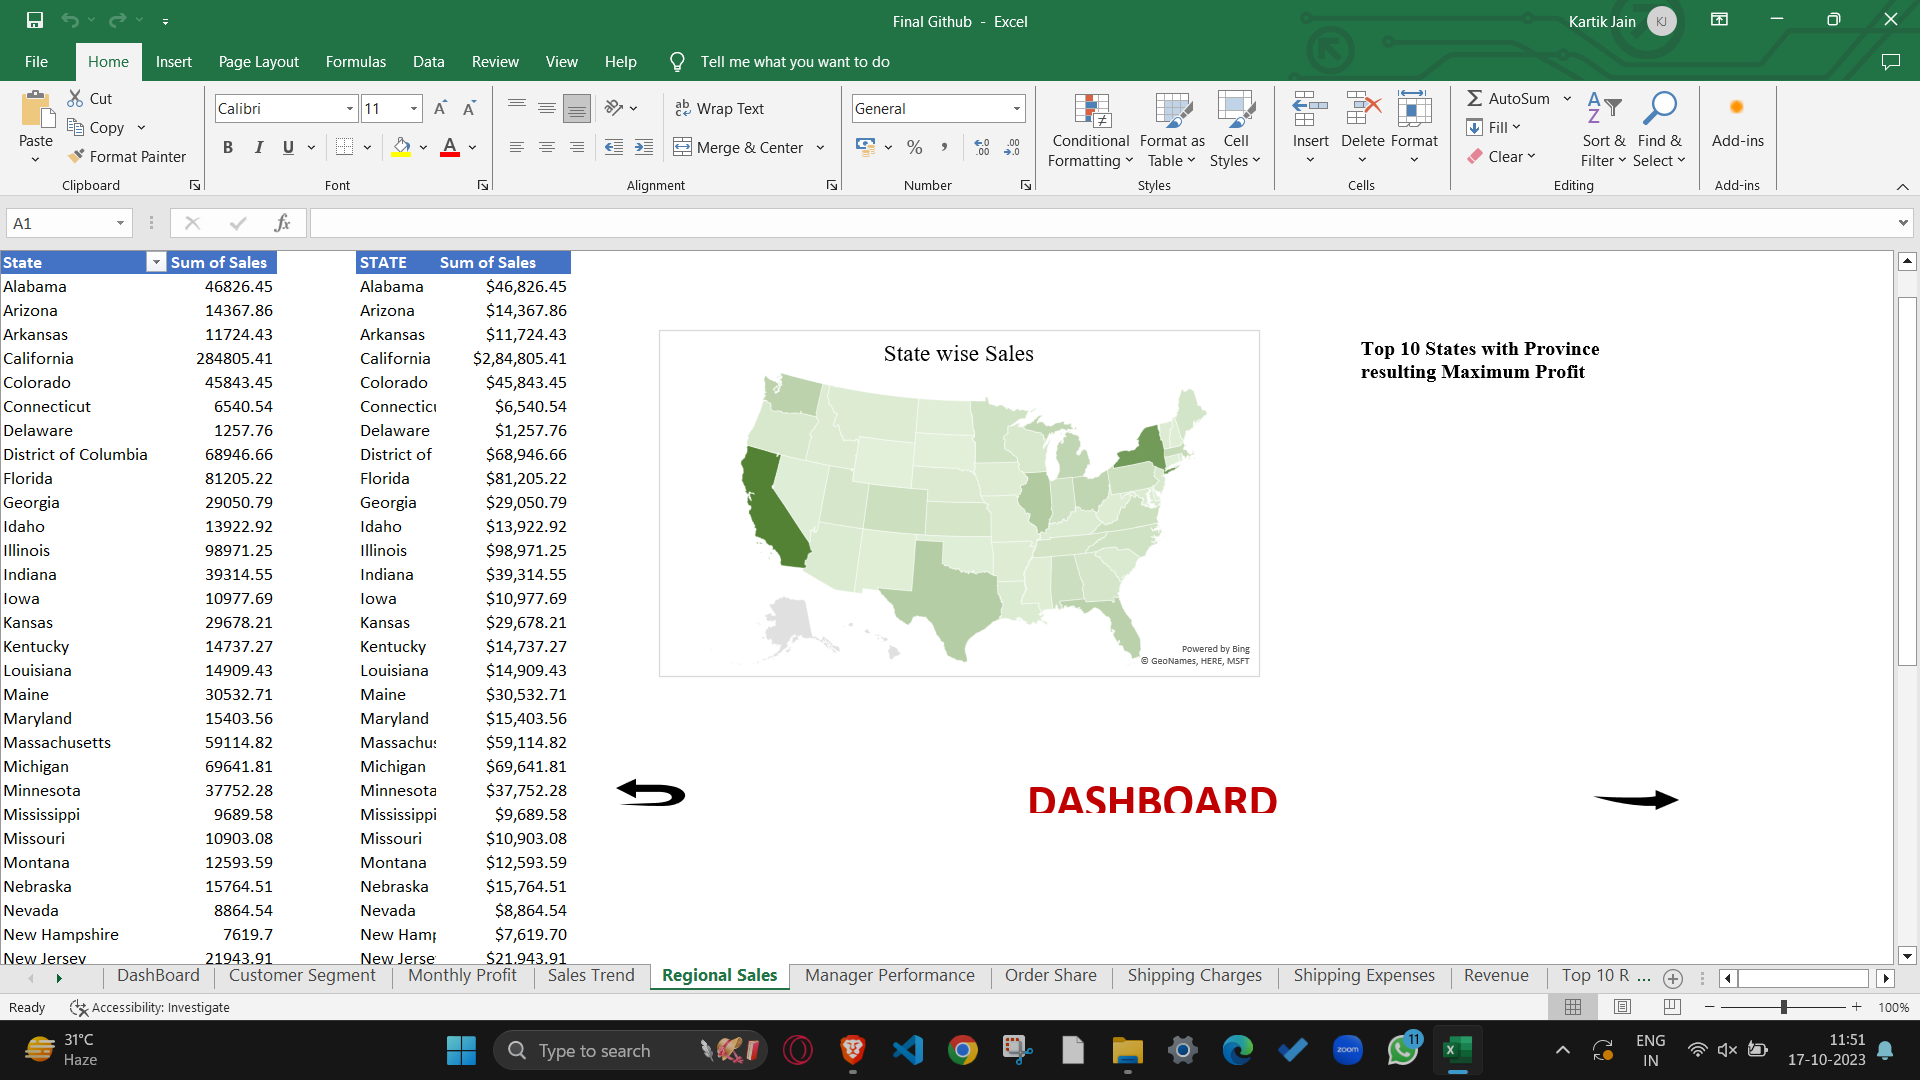 Final Github - Excel
Kartik Jain KJ
File Home Insert Page Layout Formulas Data Review View Help Tell me what you want to do
Paste
Cut
Copy
Format Painter
Clipboard
Calibri 11
B I U
Font
ab Wrap Text
Merge & Center
Alignment
General
% ,
Number
Conditional Formatting
Format as Table
Cell Styles
Styles
Insert Delete Format
Cells
AutoSum
Fill
Clear
Sort & Filter
Find & Select
Editing
Add-ins
Add-ins
A1 fx
State Sum of Sales STATE Sum of Sales
Alabama 46826.45 Alabama $46,826.45
Arizona 14367.86 Arizona $14,367.86
Arkansas 11724.43 Arkansas $11,724.43
California 284805.41 California $2,84,805.41
Colorado 45843.45 Colorado $45,843.45
Connecticut 6540.54 Connecticu $6,540.54
Delaware 1257.76 Delaware $1,257.76
District of Columbia 68946.66 District of $68,946.66
Florida 81205.22 Florida $81,205.22
Georgia 29050.79 Georgia $29,050.79
Idaho 13922.92 Idaho $13,922.92
Illinois 98971.25 Illinois $98,971.25
Indiana 39314.55 Indiana $39,314.55
Iowa 10977.69 Iowa $10,977.69
Kansas 29678.21 Kansas $29,678.21
Kentucky 14737.27 Kentucky $14,737.27
Louisiana 14909.43 Louisiana $14,909.43
Maine 30532.71 Maine $30,532.71
Maryland 15403.56 Maryland $15,403.56
Massachusetts 59114.82 Massachus $59,114.82
Michigan 69641.81 Michigan $69,641.81
Minnesota 37752.28 Minnesota $37,752.28
Mississippi 9689.58 Mississippi $9,689.58
Missouri 10903.08 Missouri $10,903.08
Montana 12593.59 Montana $12,593.59
Nebraska 15764.51 Nebraska $15,764.51
Nevada 8864.54 Nevada $8,864.54
New Hampshire 7619.7 New Hamp $7,619.70
New Jersey 21943.91 New Jerse $21,943.91
State wise Sales
Powered by Bing
© GeoNames, HERE, MSFT
Top 10 States with Province
resulting Maximum Profit
DASHBOARD
DashBoard Customer Segment Monthly Profit Sales Trend Regional Sales Manager Performance Order Share Shipping Charges Shipping Expenses Revenue Top 10 R ...
Ready Accessibility: Investigate 100%
31°C
Haze
Type to search
zoom
11
ENG
IN
11:51
17-10-2023